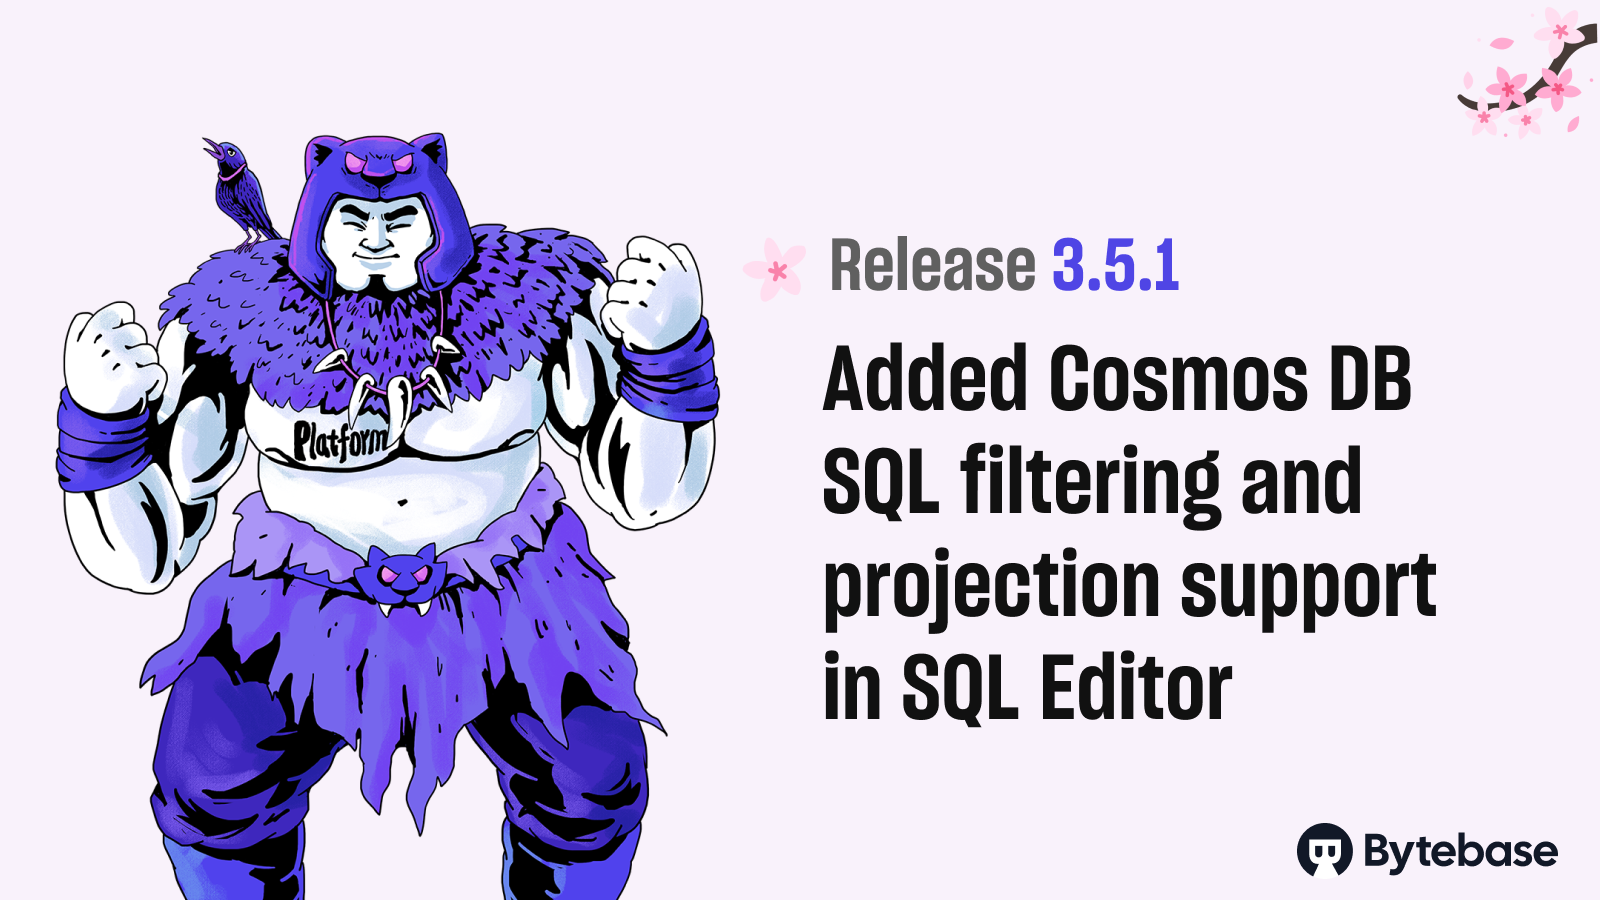 Release 3.5.1
Added Cosmos DB
SQL filtering and
projection support
in SQL Editor
Platform
Bytebase